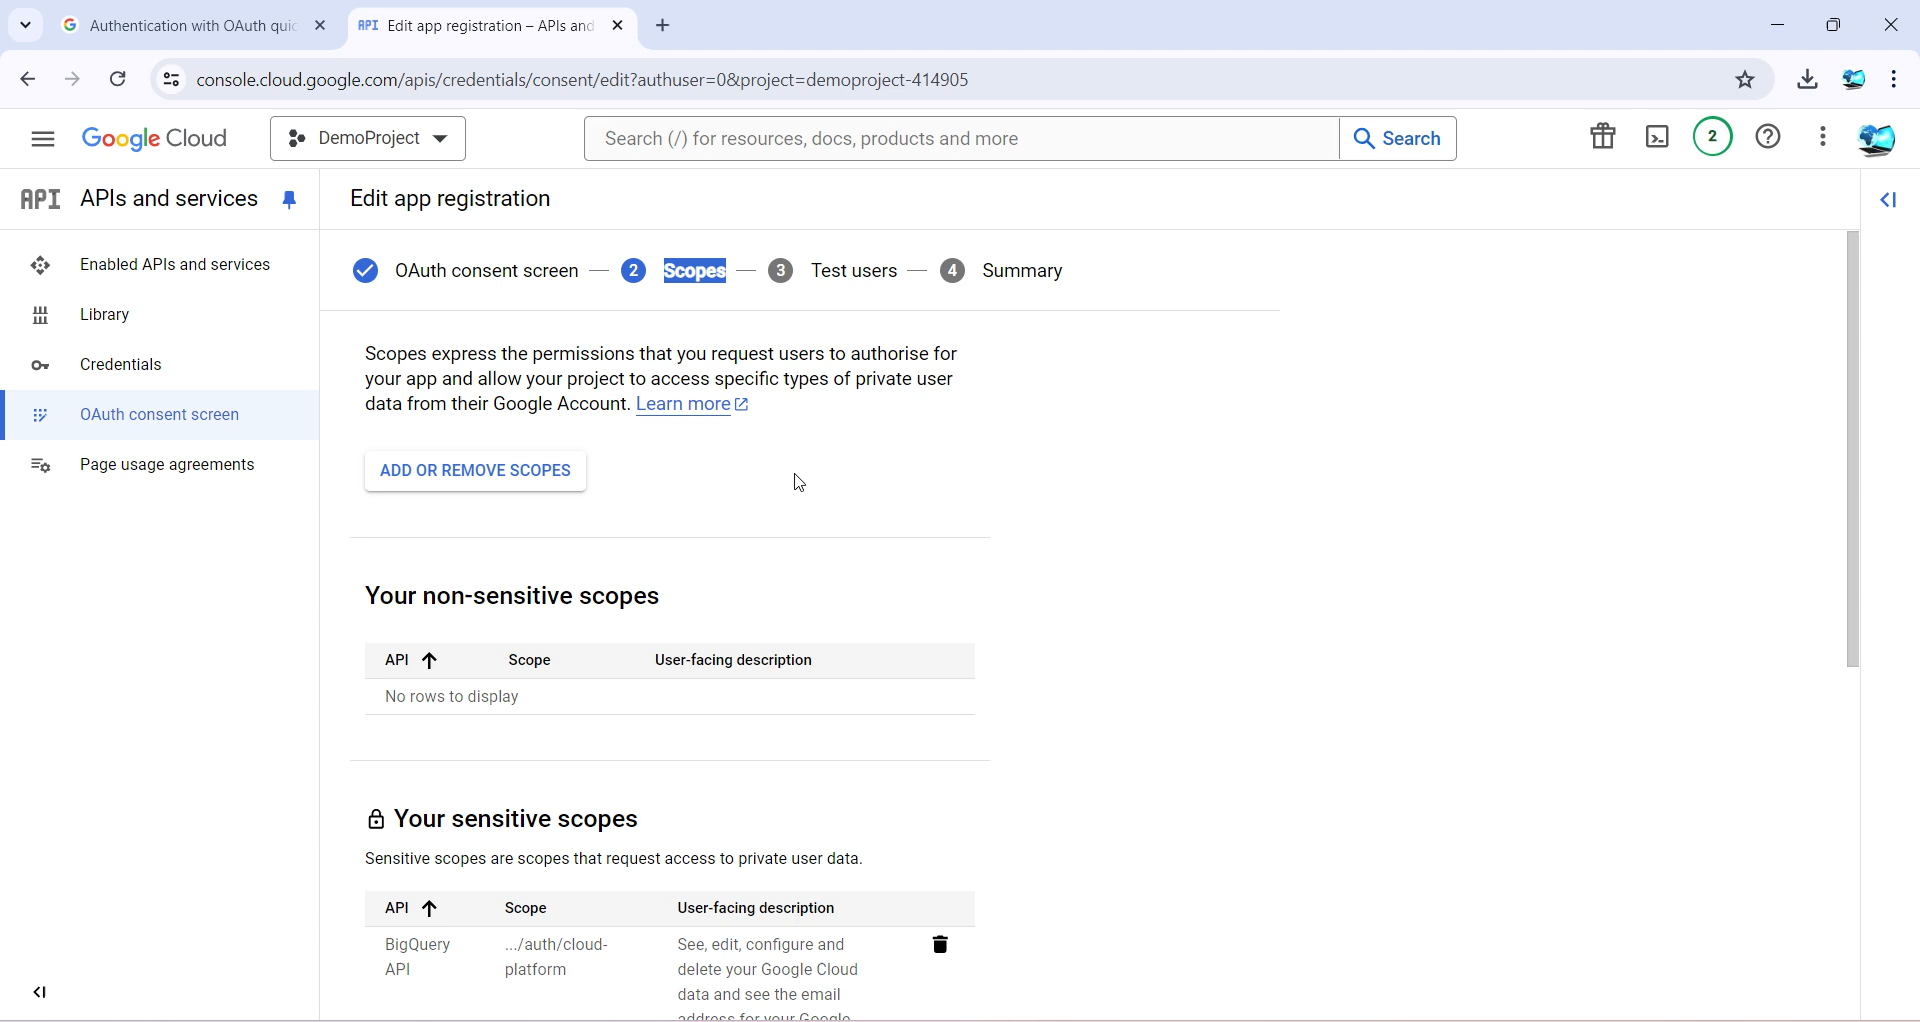 Authentication with OAuth quic
API Edit app registration – APIs and
console.cloud.google.com/apis/credentials/consent/edit?authuser=0&project=demoproject-414905
Google Cloud
DemoProject
Search (/) for resources, docs, products and more
Search
2
API APIs and services
Edit app registration
Enabled APIs and services
Library
Credentials
OAuth consent screen
Page usage agreements
OAuth consent screen — 2 Scopes — 3 Test users — 4 Summary
Scopes express the permissions that you request users to authorise for
your app and allow your project to access specific types of private user
data from their Google Account. Learn more
ADD OR REMOVE SCOPES
Your non-sensitive scopes
API Scope User-facing description
No rows to display
Your sensitive scopes
Sensitive scopes are scopes that request access to private user data.
API Scope User-facing description
BigQuery .../auth/cloud- See, edit, configure and
API platform delete your Google Cloud
data and see the email
address for your Google